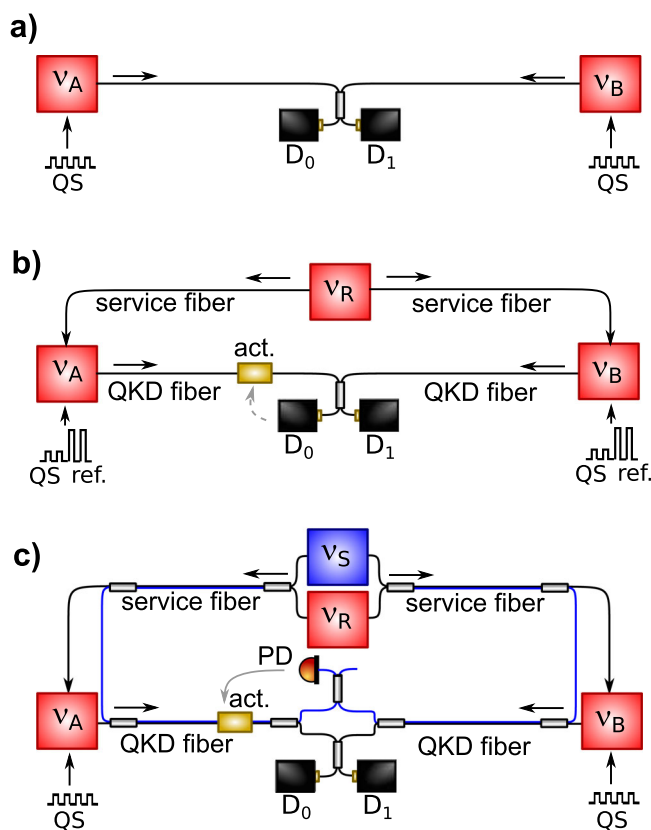 a)
νA νB
QS QS
D0 D1
b)
νR
service fiber service fiber
νA act. νB
QKD fiber QKD fiber
D0 D1
QS ref. QS ref.
c)
νS
service fiber service fiber
νR
PD
νA act. νB
QKD fiber QKD fiber
D0 D1
QS QS